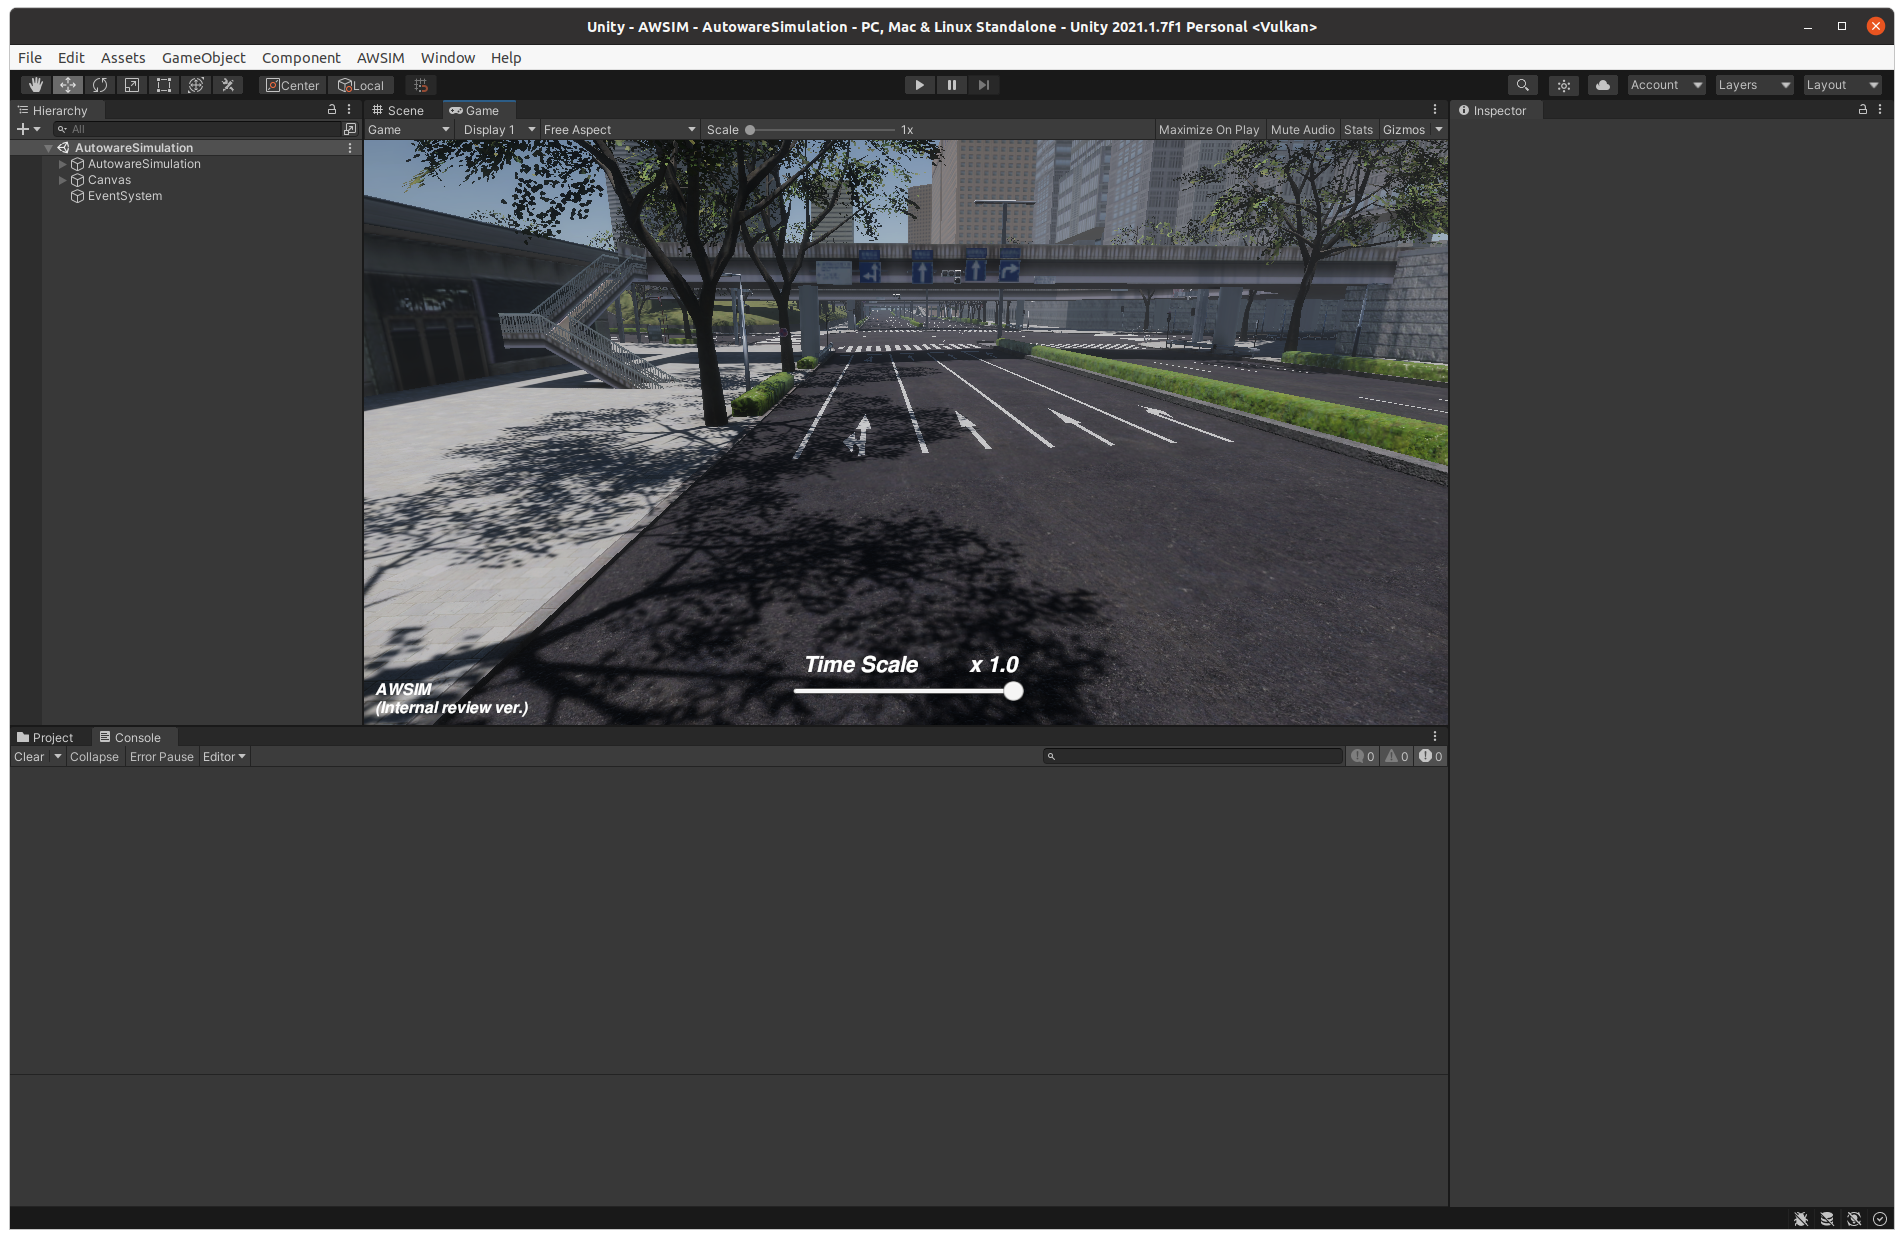 Unity - AWSIM - AutowareSimulation - PC, Mac & Linux Standalone - Unity 2021.1.7f1 Personal <Vulkan>
File Edit Assets GameObject Component AWSIM Window Help
Center Local Account Layers Layout
Hierarchy
All
AutowareSimulation
AutowareSimulation
Canvas
EventSystem
Scene Game
Game Display 1 Free Aspect Scale 1x Maximize On Play Mute Audio Stats Gizmos
Time Scale x 1.0
AWSIM
(Internal review ver.)
Inspector
Project Console
Clear Collapse Error Pause Editor 0 0 0